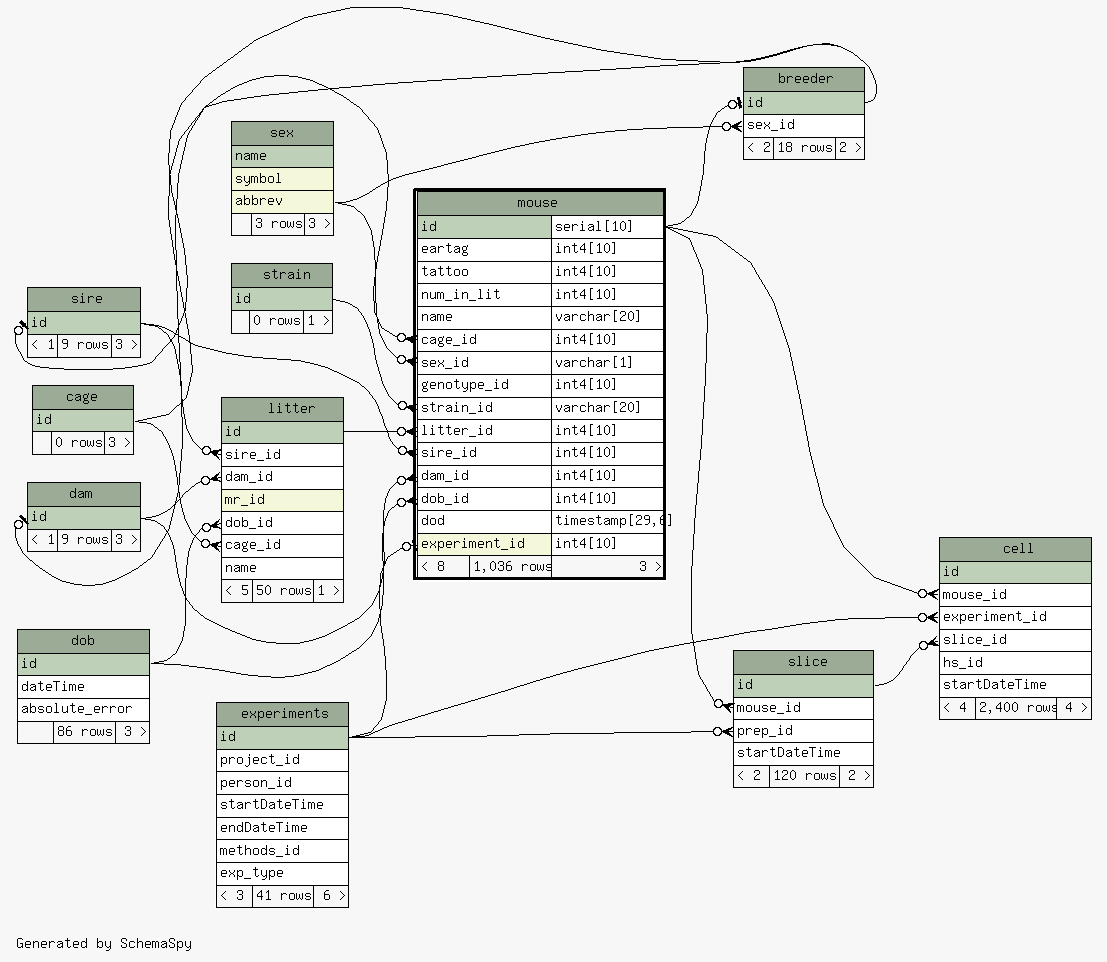 breeder
id
sex_id
< 2 18 rows 2 >
sex
name
symbol
abbrev
3 rows 3 >
strain
id
0 rows 1 >
mouse
id serial[10]
eartag int4[10]
tattoo int4[10]
num_in_lit int4[10]
name varchar[20]
cage_id int4[10]
sex_id varchar[1]
genotype_id int4[10]
strain_id varchar[20]
litter_id int4[10]
sire_id int4[10]
dam_id int4[10]
dob_id int4[10]
dod timestamp[29,6]
experiment_id int4[10]
< 8 1,036 rows 3 >
sire
id
< 1 9 rows 3 >
cage
id
0 rows 3 >
dam
id
< 1 9 rows 3 >
litter
id
sire_id
dam_id
mr_id
dob_id
cage_id
name
< 5 50 rows 1 >
dob
id
dateTime
absolute_error
86 rows 3 >
experiments
id
project_id
person_id
startDateTime
endDateTime
methods_id
exp_type
< 3 41 rows 6 >
slice
id
mouse_id
prep_id
startDateTime
< 2 120 rows 2 >
cell
id
mouse_id
experiment_id
slice_id
hs_id
startDateTime
< 4 2,400 rows 4 >
Generated by SchemaSpy